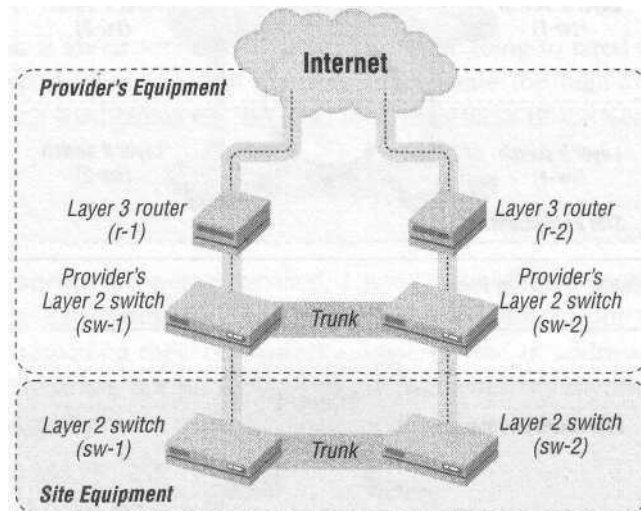 Internet
Provider's Equipment
Layer 3 router
(r-1)
Layer 3 router
(r-2)
Provider's
Layer 2 switch
(sw-1)
Trunk
Provider's
Layer 2 switch
(sw-2)
Layer 2 switch
(sw-1)
Trunk
Layer 2 switch
(sw-2)
Site Equipment